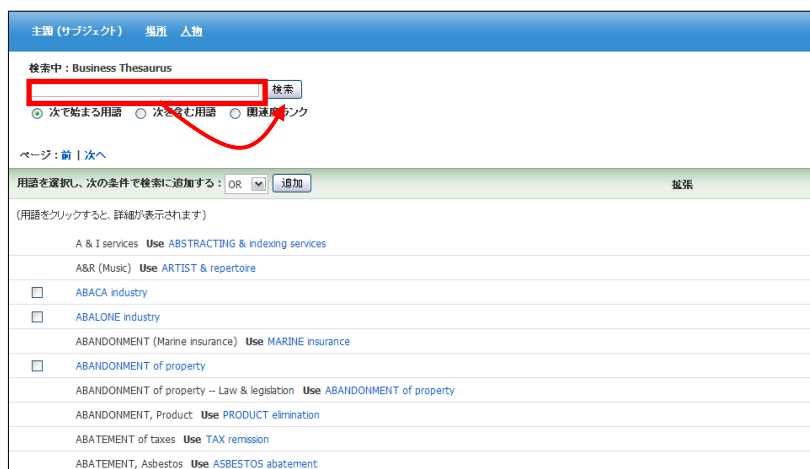 主題 (サブジェクト) 場所 人物
検索中 : Business Thesaurus
検索
次で始まる用語 次を含む用語 関連度ランク
ページ : 前 | 次へ
用語を選択し、次の条件で検索に追加する : OR 追加 拡張
(用語をクリックすると、詳細が表示されます)
A & I services Use ABSTRACTING & indexing services
A&R (Music) Use ARTIST & repertoire
ABACA industry
ABALONE industry
ABANDONMENT (Marine insurance) Use MARINE insurance
ABANDONMENT of property
ABANDONMENT of property -- Law & legislation Use ABANDONMENT of property
ABANDONMENT, Product Use PRODUCT elimination
ABATEMENT of taxes Use TAX remission
ABATEMENT, Asbestos Use ASBESTOS abatement